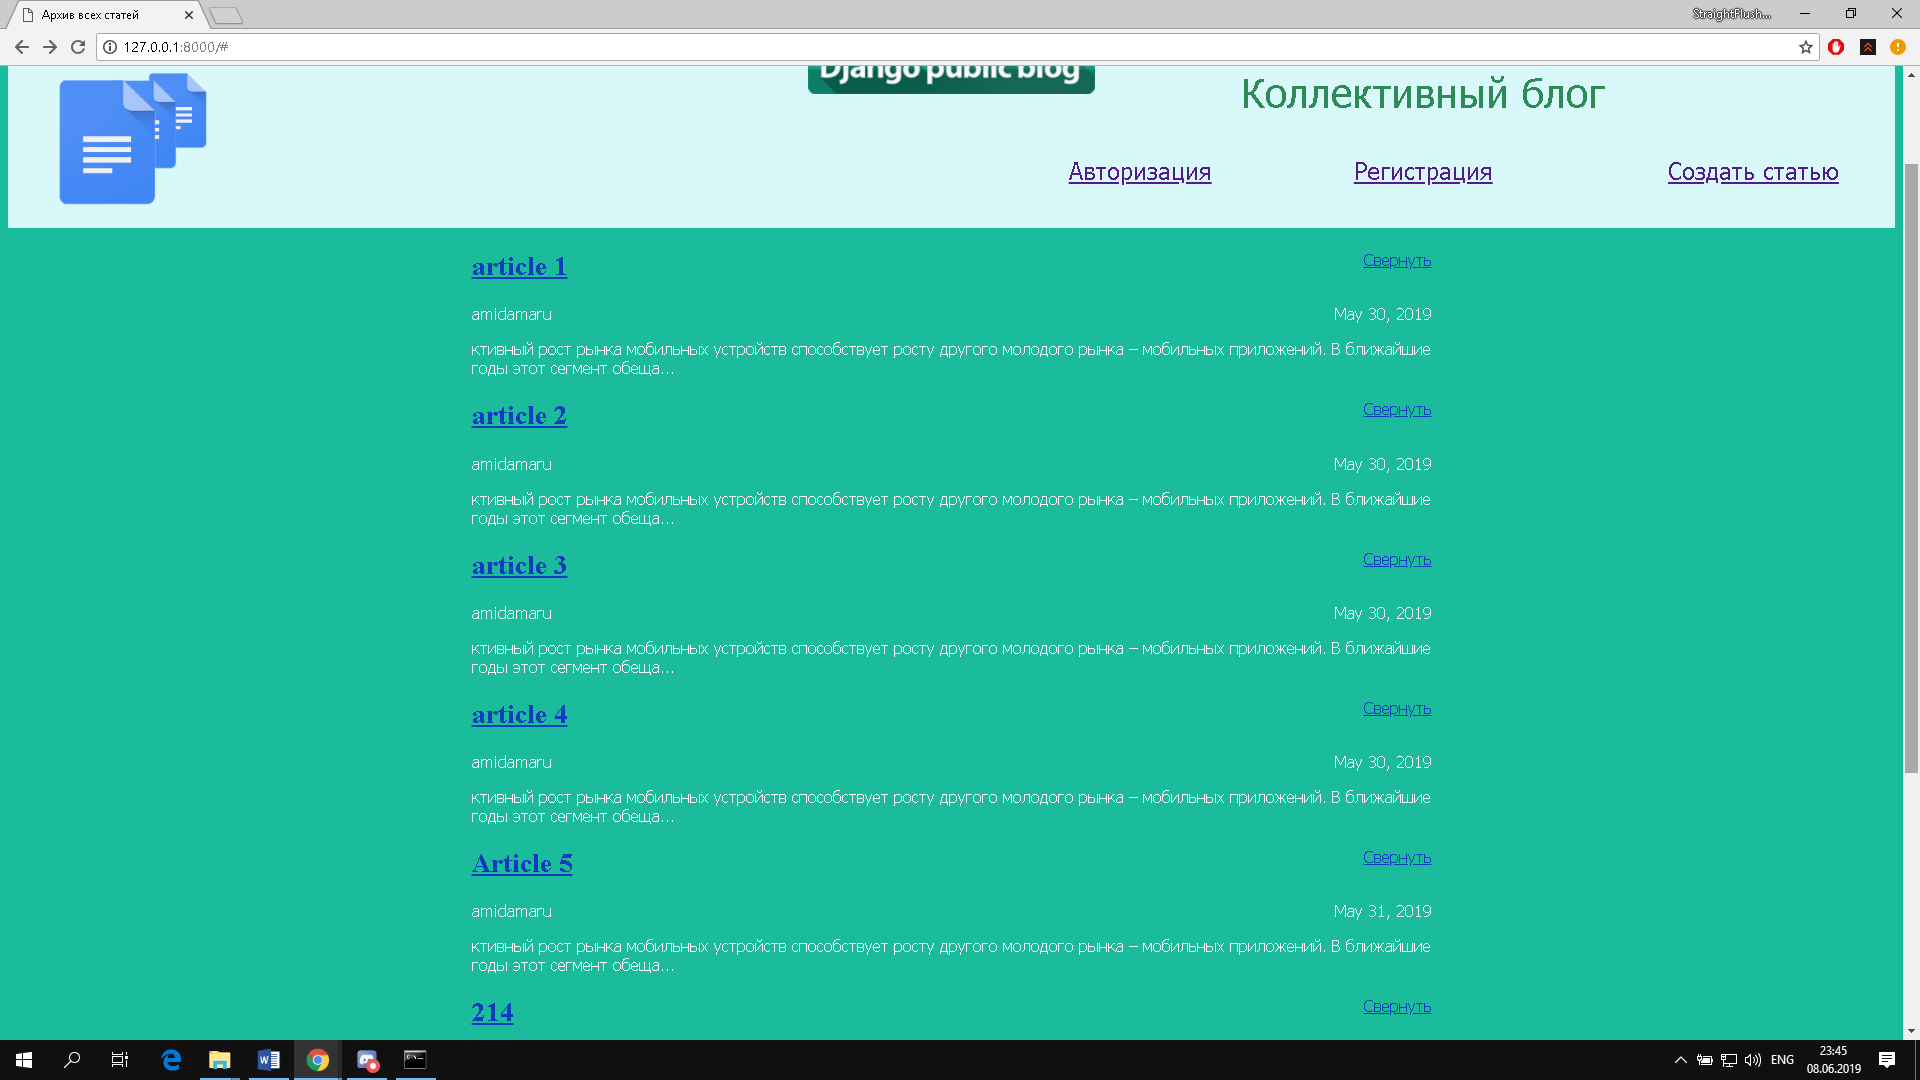 Архив всех статей
StraightFlush...
127.0.0.1:8000/#
Django public blog
Коллективный блог
Авторизация Регистрация Создать статью
article 1 Свернуть
amidamaru May 30, 2019
ктивный рост рынка мобильных устройств способствует росту другого молодого рынка – мобильных приложений. В ближайшие
годы этот сегмент обеща...
article 2 Свернуть
amidamaru May 30, 2019
ктивный рост рынка мобильных устройств способствует росту другого молодого рынка – мобильных приложений. В ближайшие
годы этот сегмент обеща...
article 3 Свернуть
amidamaru May 30, 2019
ктивный рост рынка мобильных устройств способствует росту другого молодого рынка – мобильных приложений. В ближайшие
годы этот сегмент обеща...
article 4 Свернуть
amidamaru May 30, 2019
ктивный рост рынка мобильных устройств способствует росту другого молодого рынка – мобильных приложений. В ближайшие
годы этот сегмент обеща...
Article 5 Свернуть
amidamaru May 31, 2019
ктивный рост рынка мобильных устройств способствует росту другого молодого рынка – мобильных приложений. В ближайшие
годы этот сегмент обеща...
214 Свернуть
ENG
23:45
08.06.2019